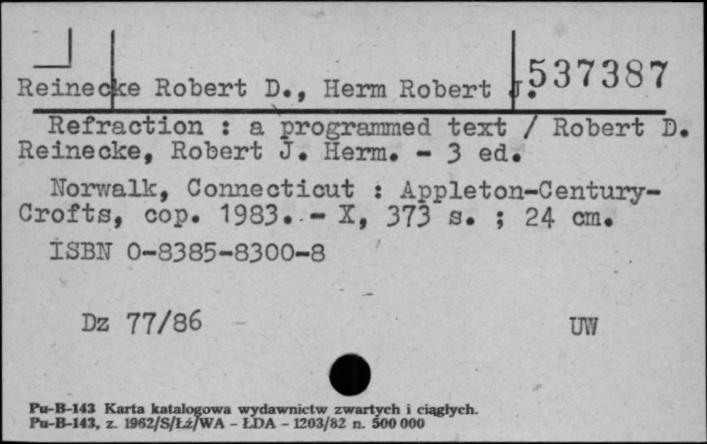 537387
Reinecke Robert D., Herm Robert J.
Refraction : a programmed text / Robert D.
Reinecke, Robert J. Herm. - 3 ed.
Norwalk, Connecticut : Appleton-Century-
Crofts, cop. 1983. - X, 373 s. ; 24 cm.
ISBN 0-8385-8300-8
Dz 77/86 UW
Pu-B-143 Karta katalogowa wydawnictw zwartych i ciągłych.
Pu-B-143, z. 1962/S/Łż/WA - ŁDA - 1203/82 n. 500 000